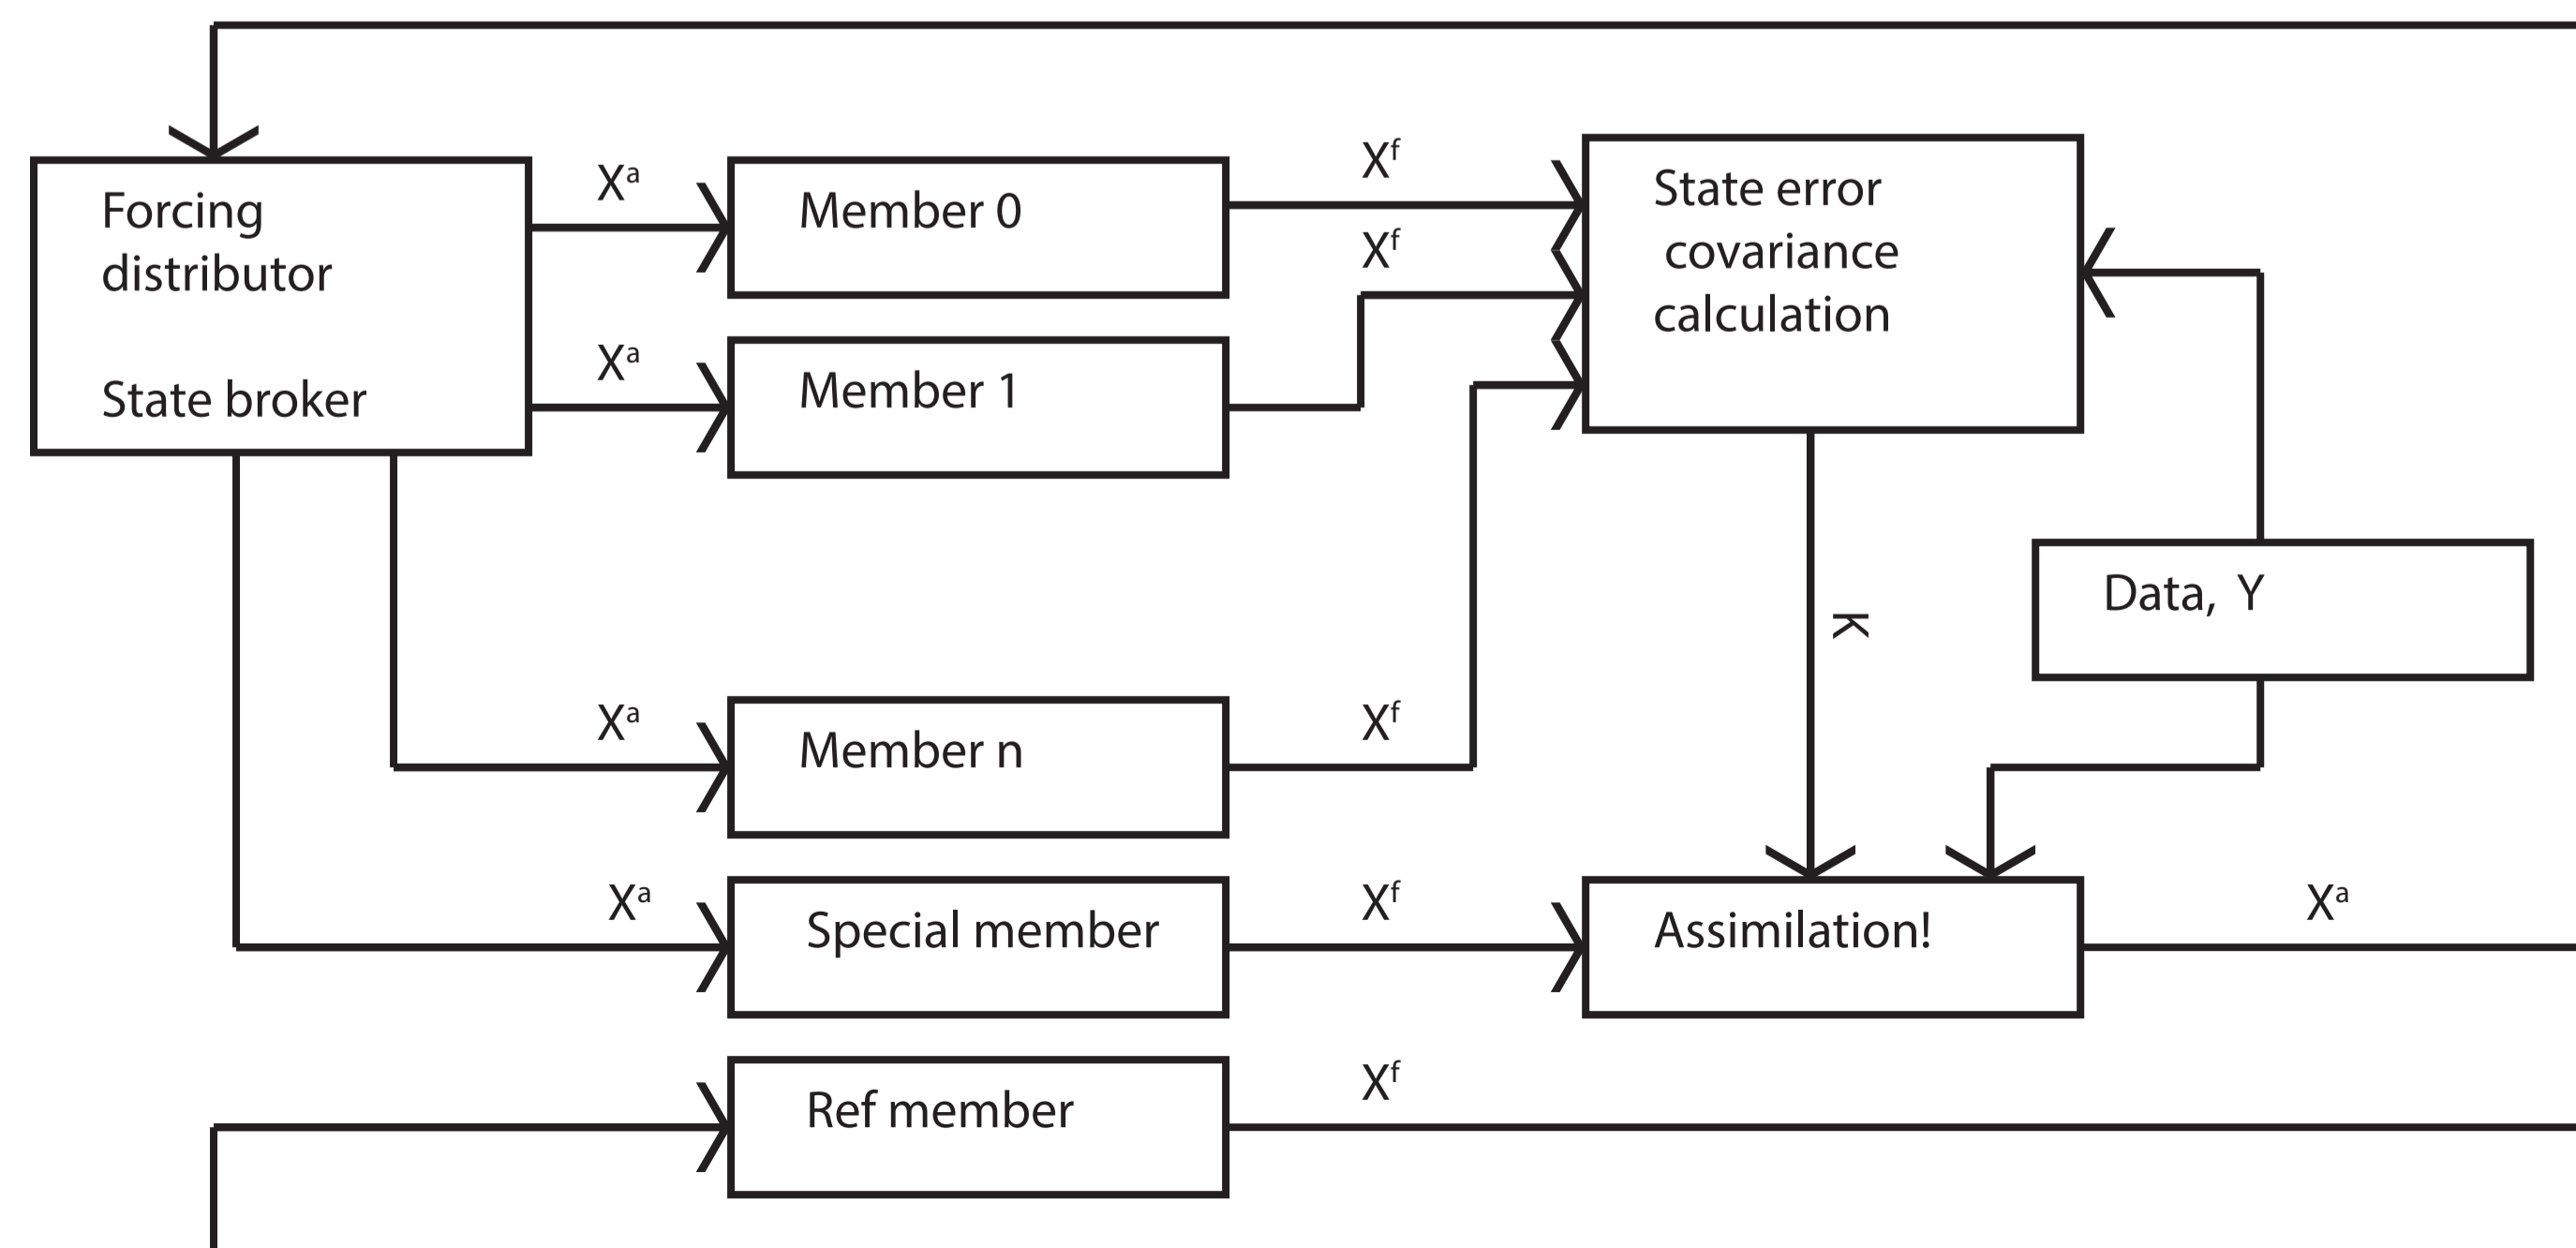 Forcing
distributor
State broker
Xᵃ
Xᵃ
Xᵃ
Xᵃ
Member 0
Member 1
Member n
Special member
Ref member
Xᶠ
Xᶠ
Xᶠ
Xᶠ
Xᶠ
State error
covariance
calculation
K
Data, Y
Assimilation!
Xᵃ